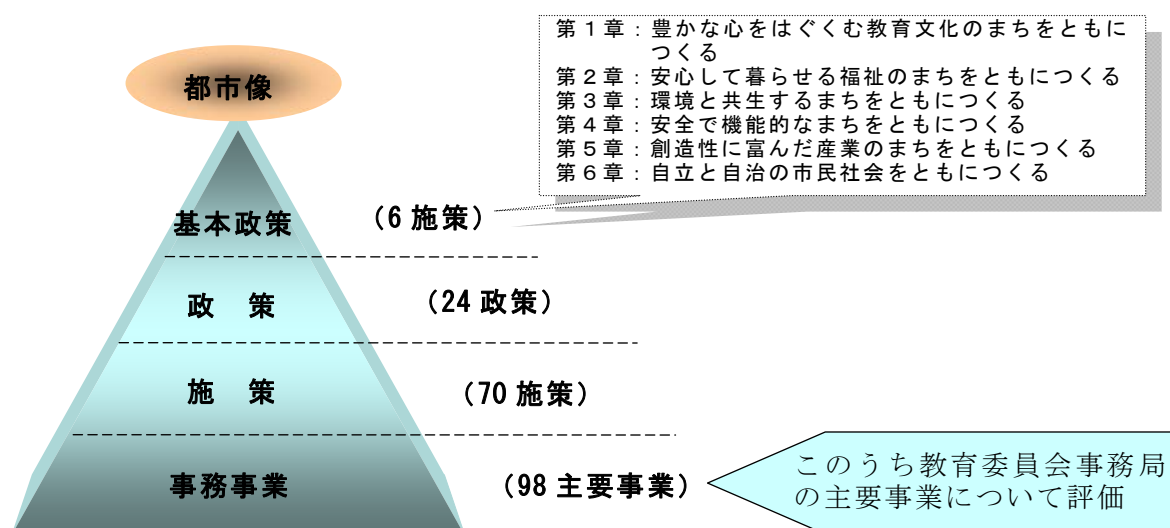 第１章：豊かな心をはぐくむ教育文化のまちをともに
つくる
第２章：安心して暮らせる福祉のまちをともにつくる
第３章：環境と共生するまちをともにつくる
第４章：安全で機能的なまちをともにつくる
第５章：創造性に富んだ産業のまちをともにつくる
第６章：自立と自治の市民社会をともにつくる
都市像
基本政策 （6 施策）
政　策 （24 政策）
施　策 （70 施策）
事務事業 （98 主要事業）
このうち教育委員会事務局
の主要事業について評価